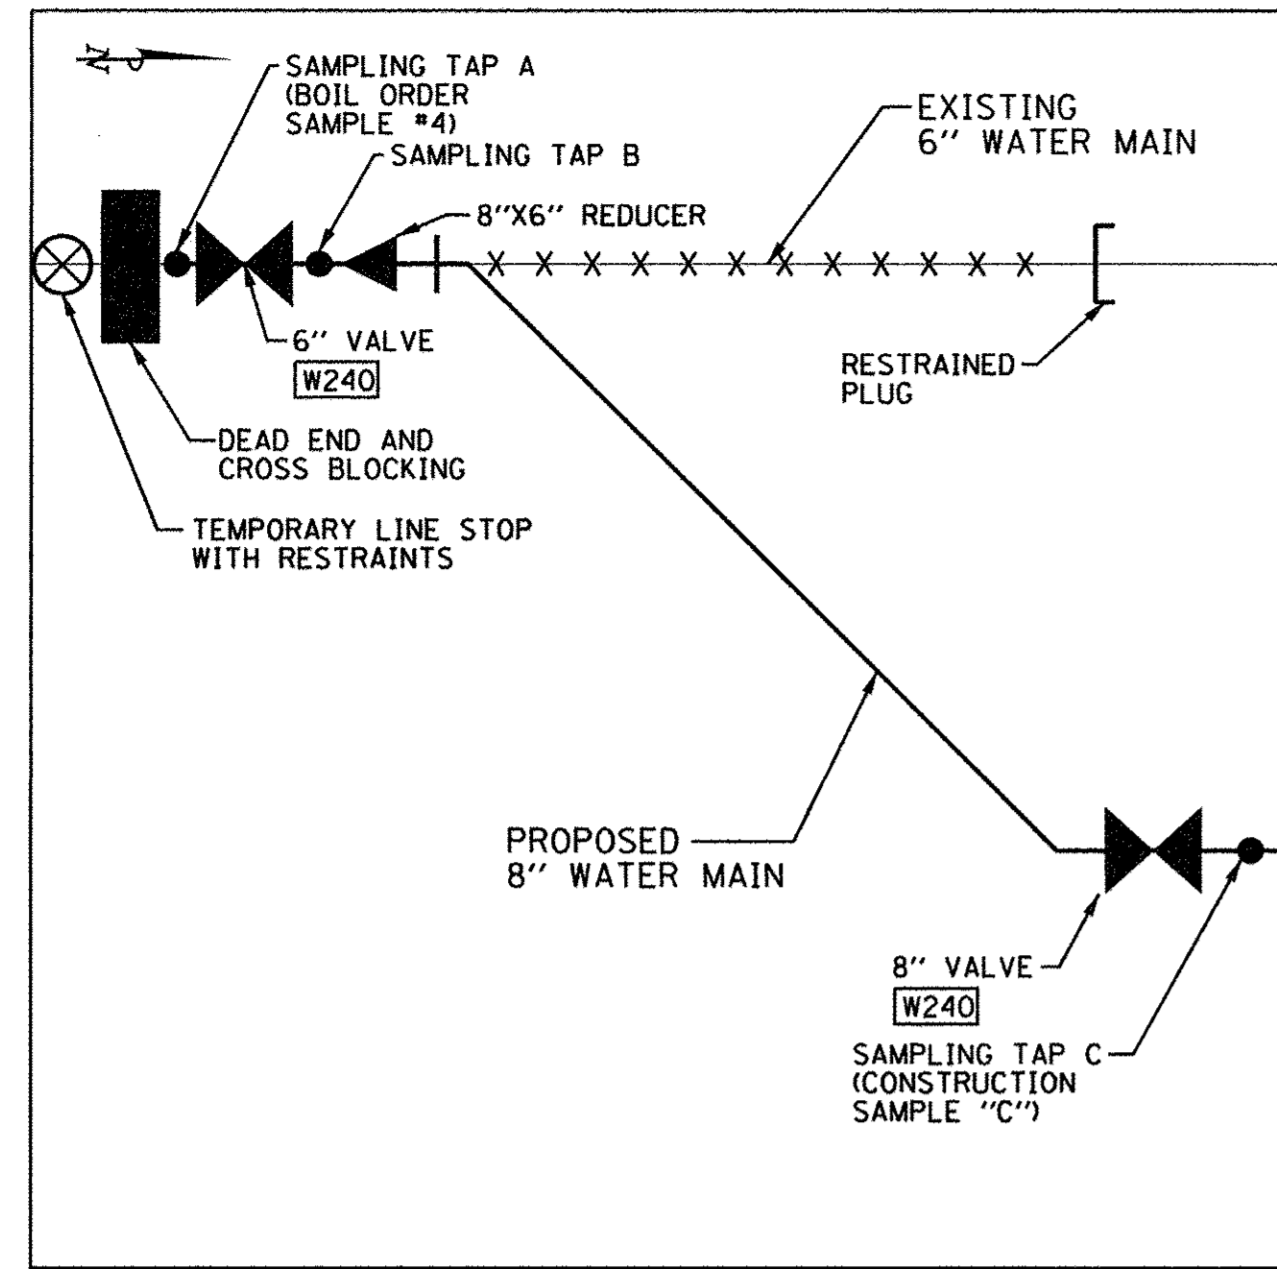 N
SAMPLING TAP A
(BOIL ORDER
SAMPLE #4)
SAMPLING TAP B
8"X6" REDUCER
EXISTING
6" WATER MAIN
6" VALVE
W240
RESTRAINED
PLUG
DEAD END AND
CROSS BLOCKING
TEMPORARY LINE STOP
WITH RESTRAINTS
PROPOSED
8" WATER MAIN
8" VALVE
W240
SAMPLING TAP C
(CONSTRUCTION
SAMPLE "C")